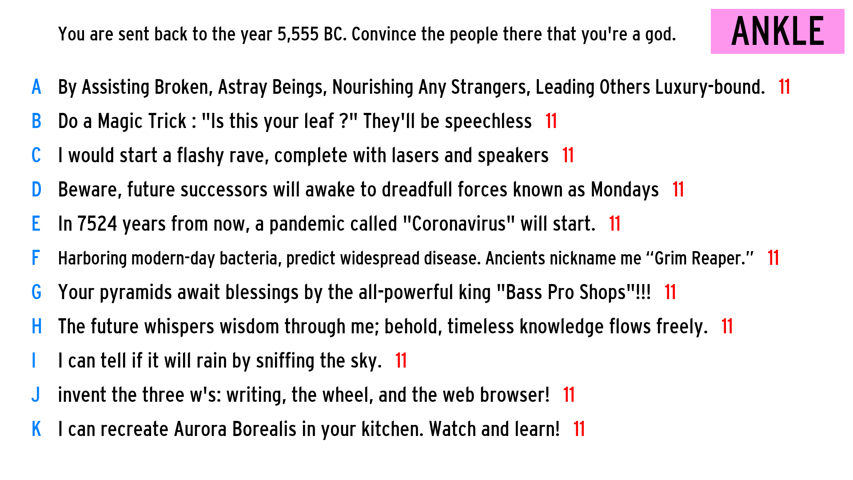 You are sent back to the year 5,555 BC. Convince the people there that you're a god.
ANKLE
A By Assisting Broken, Astray Beings, Nourishing Any Strangers, Leading Others Luxury-bound. 11
B Do a Magic Trick : "Is this your leaf ?" They'll be speechless 11
C I would start a flashy rave, complete with lasers and speakers 11
D Beware, future successors will awake to dreadfull forces known as Mondays 11
E In 7524 years from now, a pandemic called "Coronavirus" will start. 11
F Harboring modern-day bacteria, predict widespread disease. Ancients nickname me “Grim Reaper.” 11
G Your pyramids await blessings by the all-powerful king "Bass Pro Shops"!!! 11
H The future whispers wisdom through me; behold, timeless knowledge flows freely. 11
I I can tell if it will rain by sniffing the sky. 11
J invent the three w's: writing, the wheel, and the web browser! 11
K I can recreate Aurora Borealis in your kitchen. Watch and learn! 11